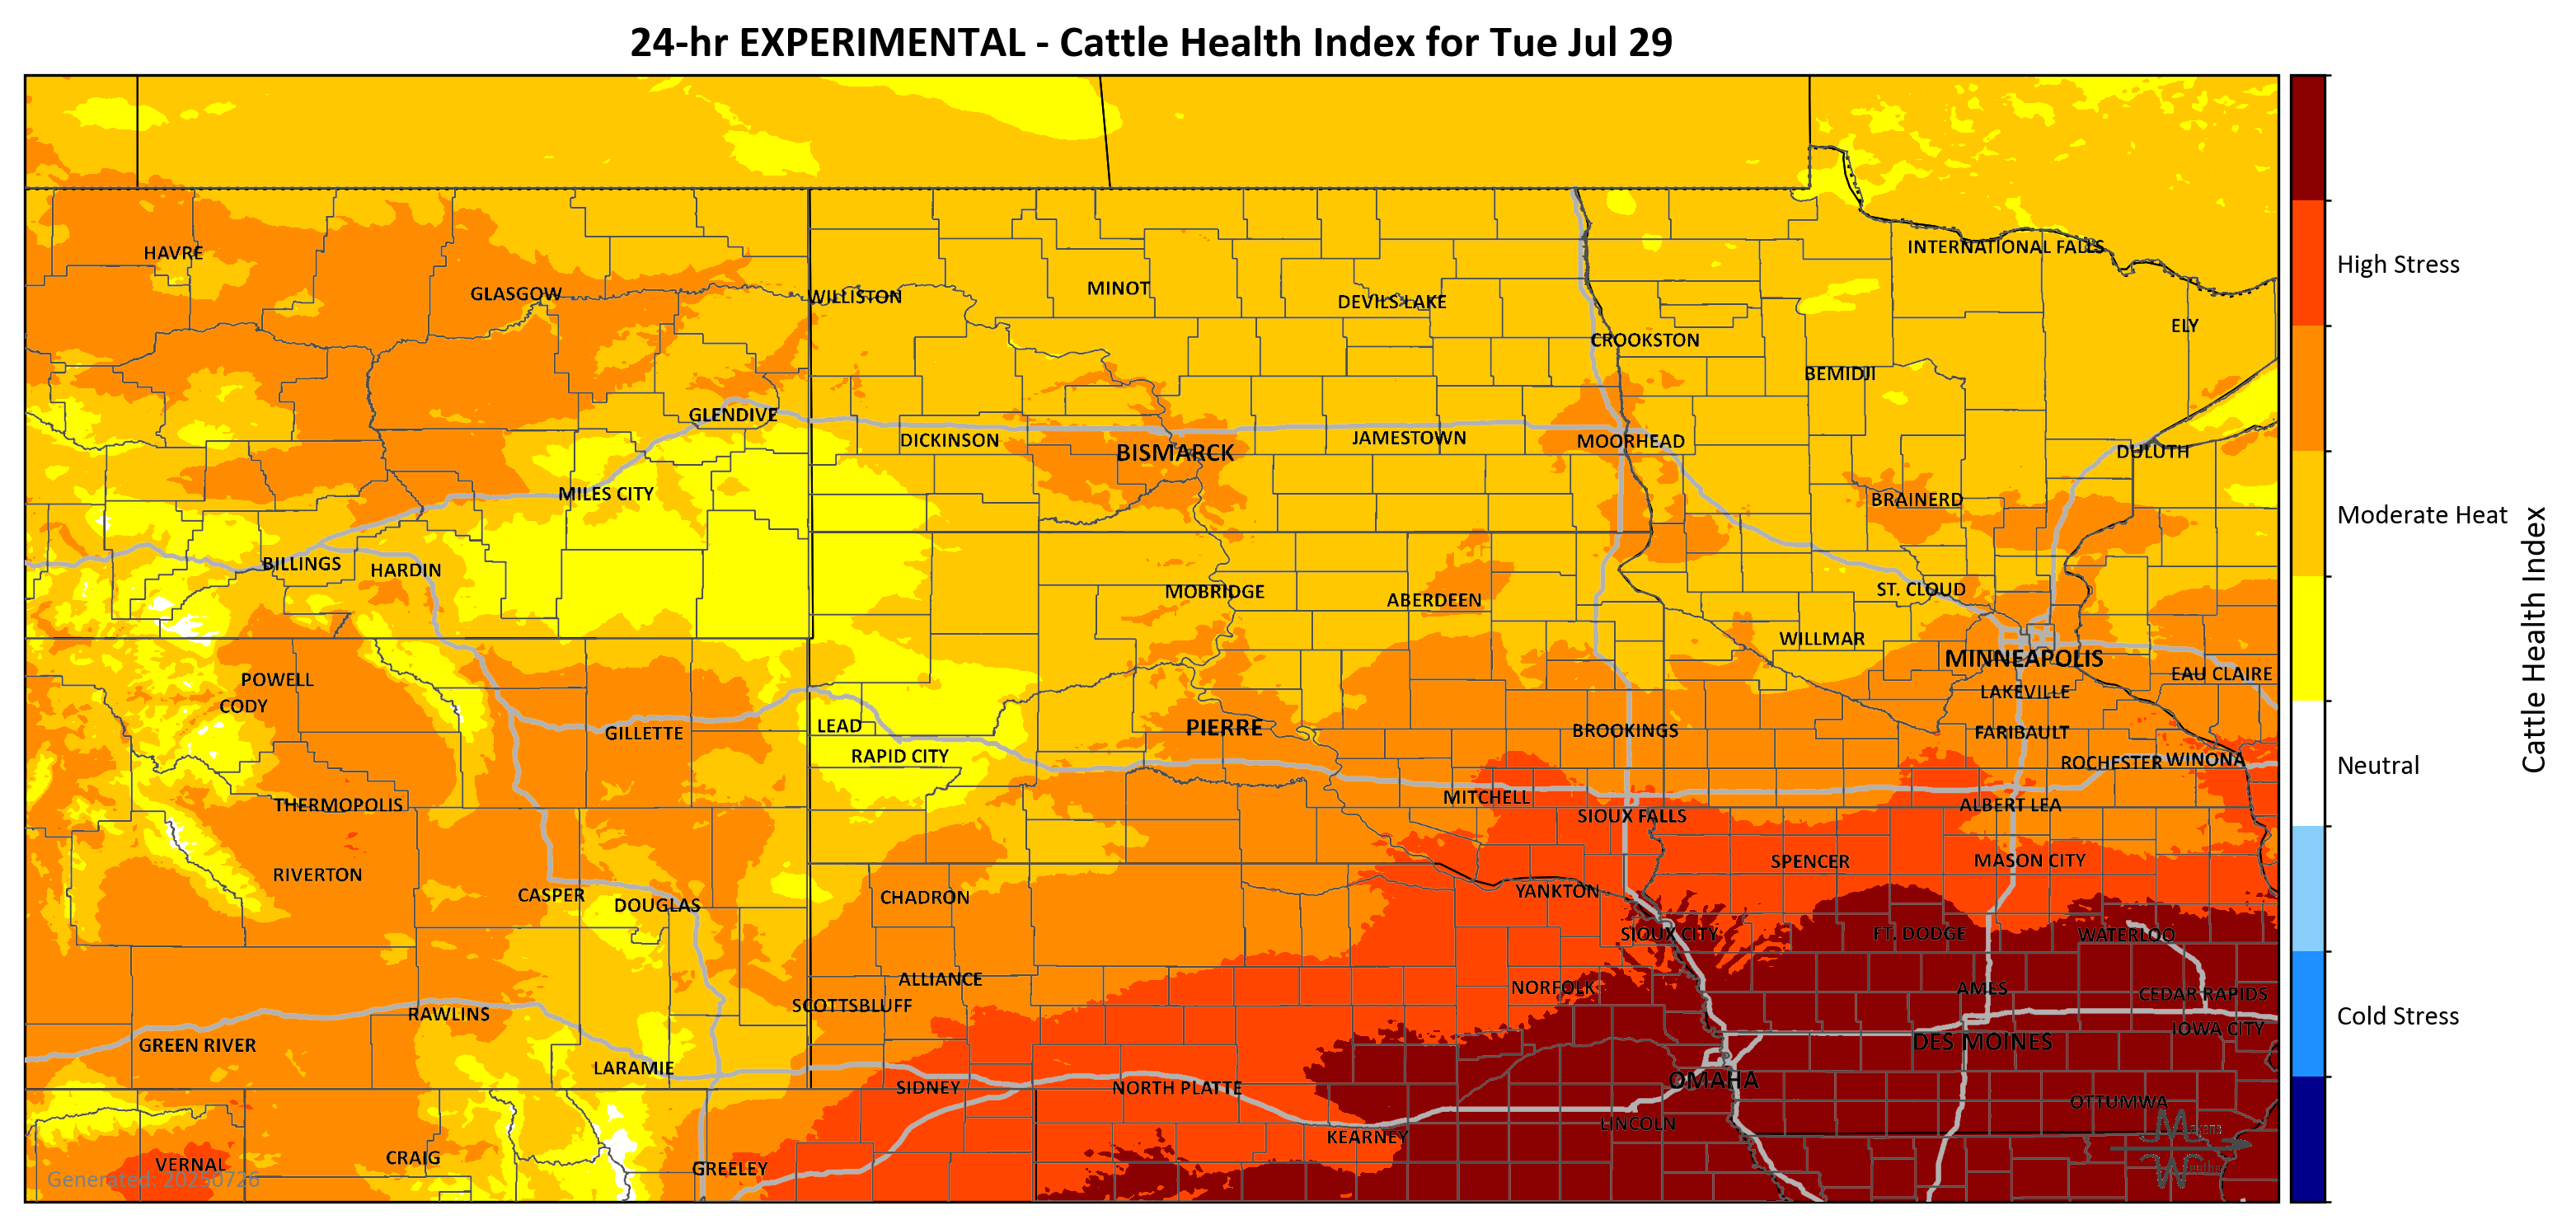 24-hr EXPERIMENTAL - Cattle Health Index for Tue Jul 29
HAVRE
GLASGOW
WILLISTON
MINOT
DEVILS LAKE
INTERNATIONAL FALLS
High Stress
CROOKSTON
ELY
BEMIDJI
GLENDIVE
DICKINSON
BISMARCK
JAMESTOWN
MOORHEAD
DULUTH
MILES CITY
BRAINERD
Moderate Heat
BILLINGS
HARDIN
MOBRIDGE
ABERDEEN
ST. CLOUD
WILLMAR
MINNEAPOLIS
Cattle Health Index
POWELL
CODY
EAU CLAIRE
LAKEVILLE
GILLETTE
LEAD
PIERRE
BROOKINGS
FARIBAULT
RAPID CITY
ROCHESTER
WINONA
Neutral
THERMOPOLIS
MITCHELL
SIOUX FALLS
ALBERT LEA
RIVERTON
SPENCER
MASON CITY
CASPER
DOUGLAS
CHADRON
YANKTON
SIOUX CITY
FT. DODGE
WATERLOO
ALLIANCE
NORFOLK
AMES
CEDAR RAPIDS
SCOTTSBLUFF
RAWLINS
Cold Stress
IOWA CITY
GREEN RIVER
DES MOINES
LARAMIE
SIDNEY
NORTH PLATTE
OMAHA
OTTUMWA
LINCOLN
KEARNEY
VERNAL
CRAIG
GREELEY
Generated: 20250726